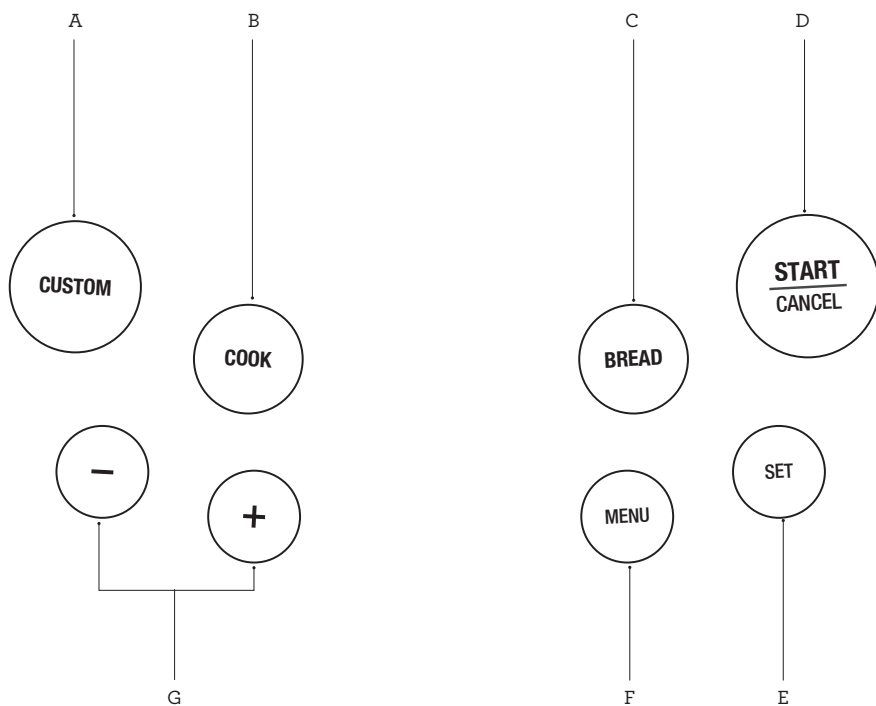 A B C D
CUSTOM
COOK
BREAD
START
CANCEL
− +
MENU
SET
G F E